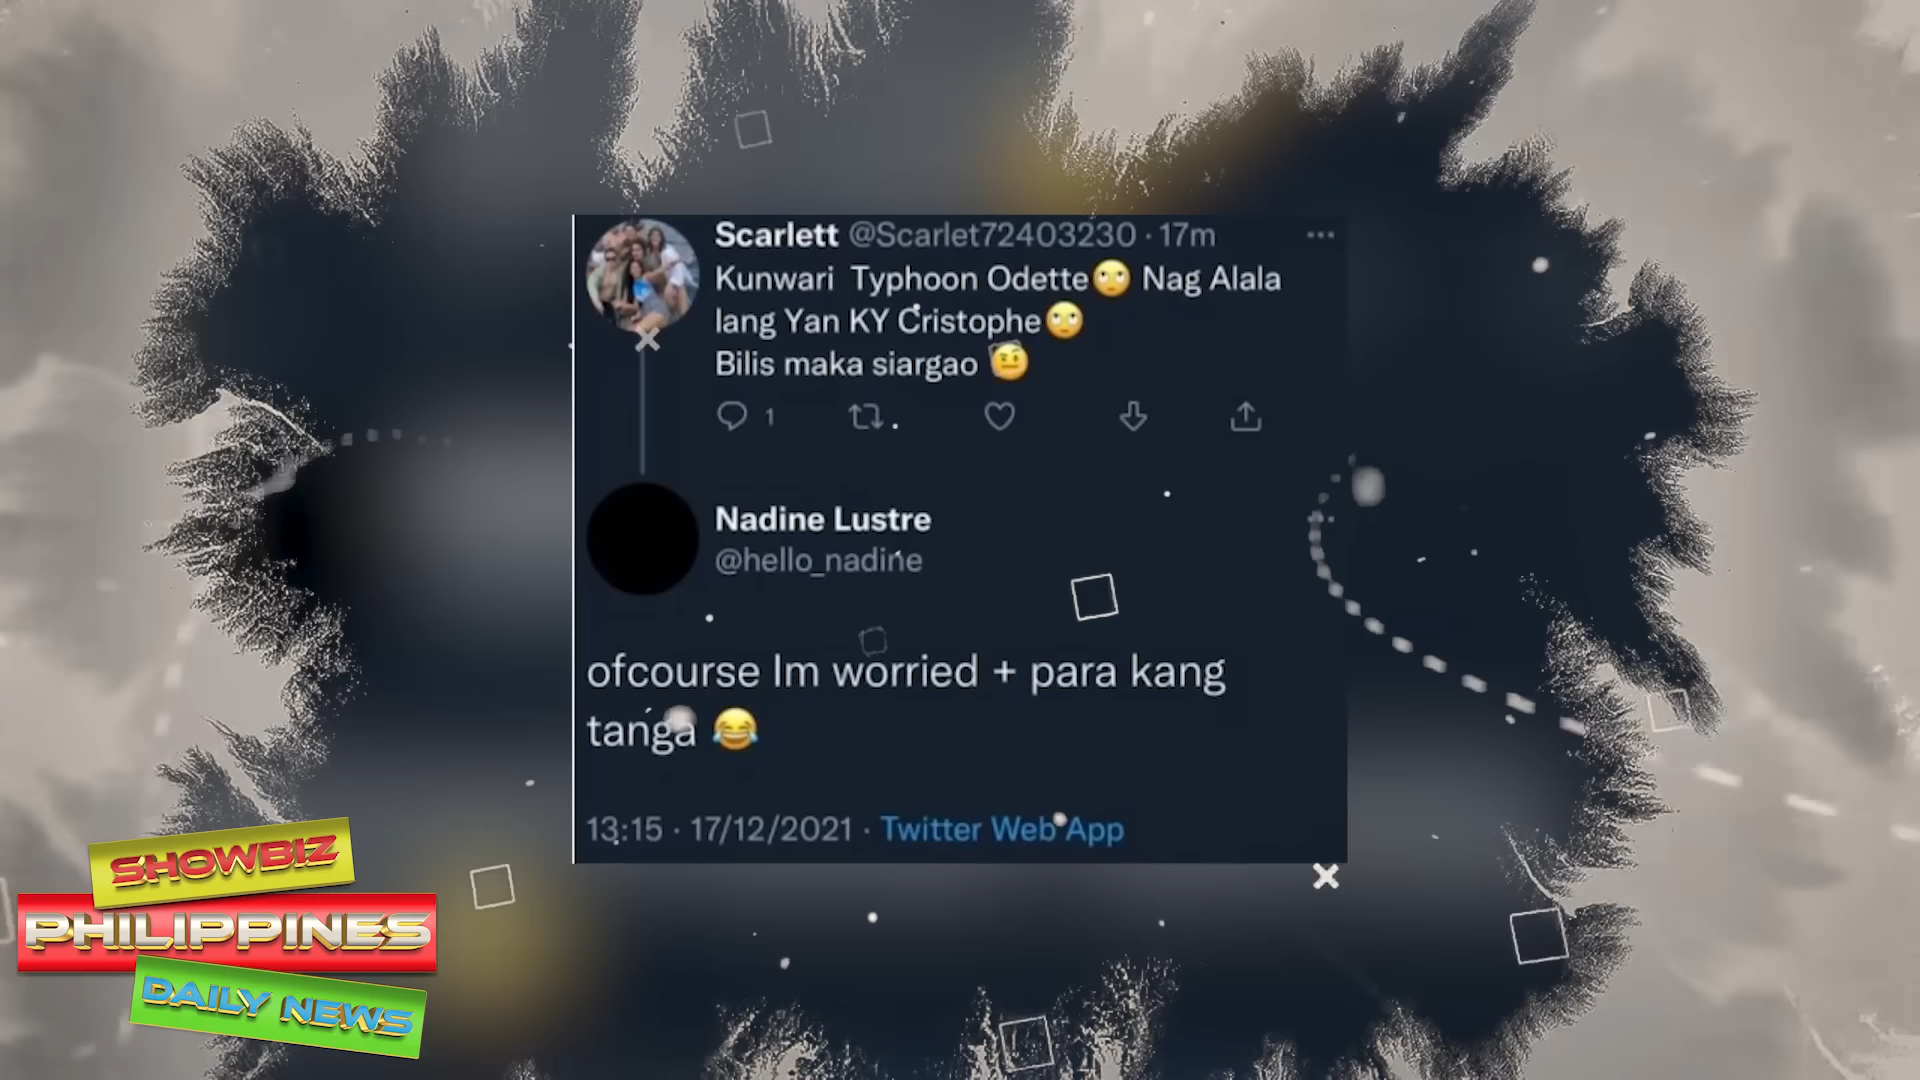 Scarlett @Scarlet72403230 · 17m
Kunwari Typhoon Odette🙄 Nag Alala
lang Yan KY Cristophe🙄
Bilis maka siargao 🤨
1
Nadine Lustre
@hello_nadine
ofcourse Im worried + para kang
tanga 😂
13:15 · 17/12/2021 · Twitter Web App
SHOWBIZ
PHILIPPINES
DAILY NEWS